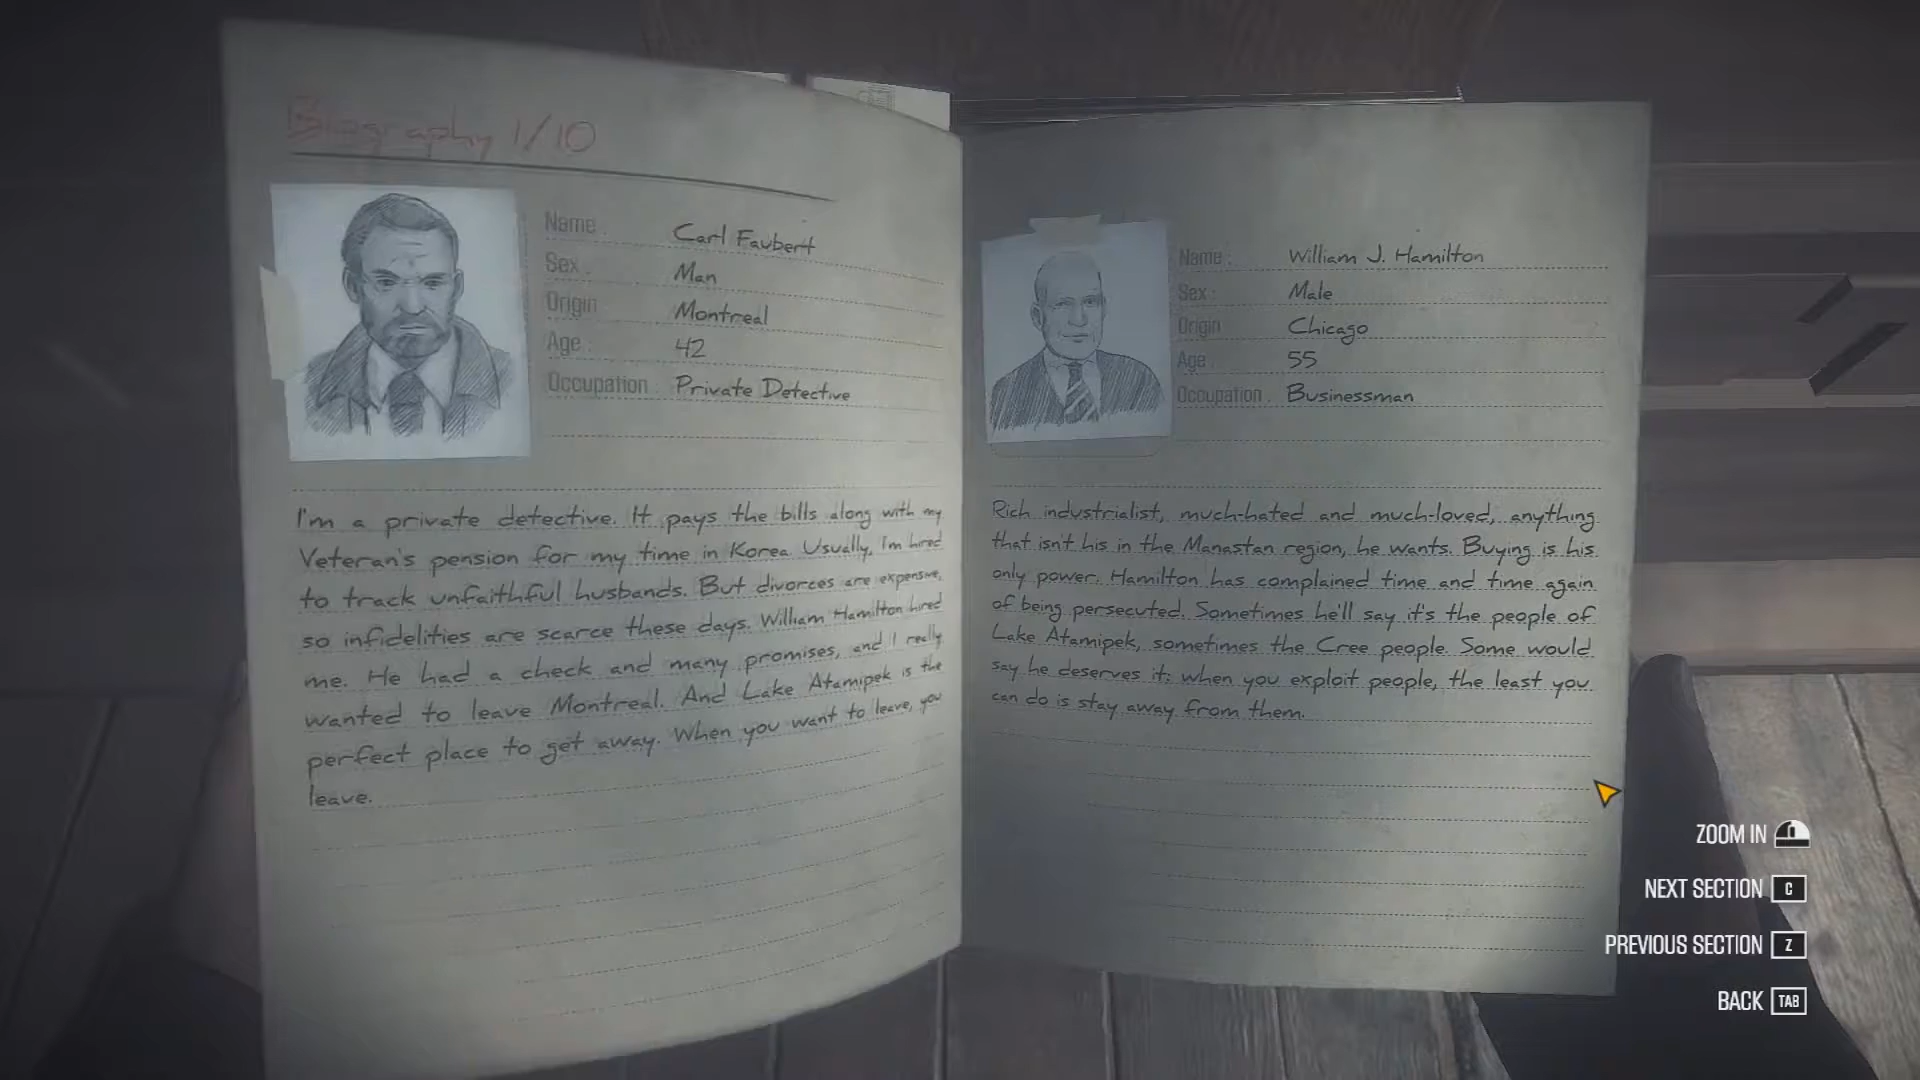 Biography 1/10
Name : Carl Faubert
Sex : Man
Origin Montreal
Age : 42
Occupation Private Detective
I'm a private detective. It pays the bills along with my
Veteran's pension for my time in Korea. Usually, I'm hired
to track unfaithful husbands. But divorces are expensive,
so infidelities are scarce these days. William Hamilton hired
me. He had a check and many promises, and I really
wanted to leave Montreal. And Lake Atamipek is the
perfect place to get away. When you want to leave, you
leave.
Name : William J. Hamilton
Sex : Male
Origin Chicago
Age : 55
Occupation . Businessman
Rich industrialist, much-hated and much-loved, anything
that isn't his in the Manastan region, he wants. Buying is his
only power. Hamilton has complained time and time again
of being persecuted. Sometimes he'll say it's the people of
Lake Atamipek, sometimes the Cree people. Some would
say he deserves it: when you exploit people, the least you
can do is stay away from them.
ZOOM IN
NEXT SECTION C
PREVIOUS SECTION Z
BACK TAB